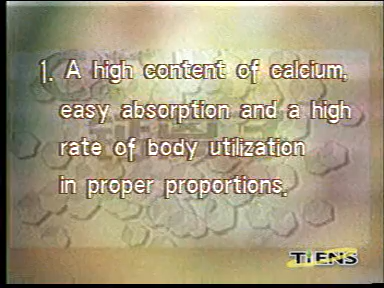 1. A high content of calcium,
easy absorption and a high
rate of body utilization
in proper proportions.
TIENS